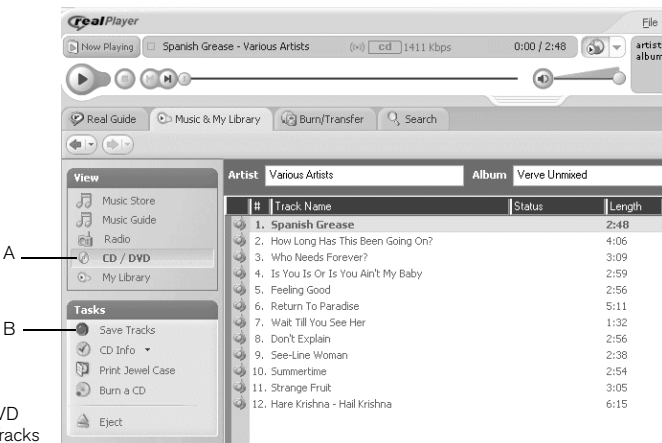 realPlayer
File
Now Playing
Spanish Grease - Various Artists
cd 1411 Kbps
0:00 / 2:48
artist
album
Real Guide
Music & My Library
Burn/Transfer
Search
View
Artist Various Artists
Album Verve Unmixed
Music Store
Music Guide
Radio
A
CD / DVD
My Library
# Track Name Status Length
1. Spanish Grease 2:48
2. How Long Has This Been Going On? 4:06
3. Who Needs Forever? 3:09
4. Is You Is Or Is You Ain't My Baby 2:59
5. Feeling Good 2:56
6. Return To Paradise 5:11
7. Wait Till You See Her 1:32
8. Don't Explain 2:56
9. See-Line Woman 2:38
10. Summertime 2:54
11. Strange Fruit 3:05
12. Hare Krishna - Hail Krishna 6:15
Tasks
B
Save Tracks
CD Info
Print Jewel Case
Burn a CD
Eject
VD
racks